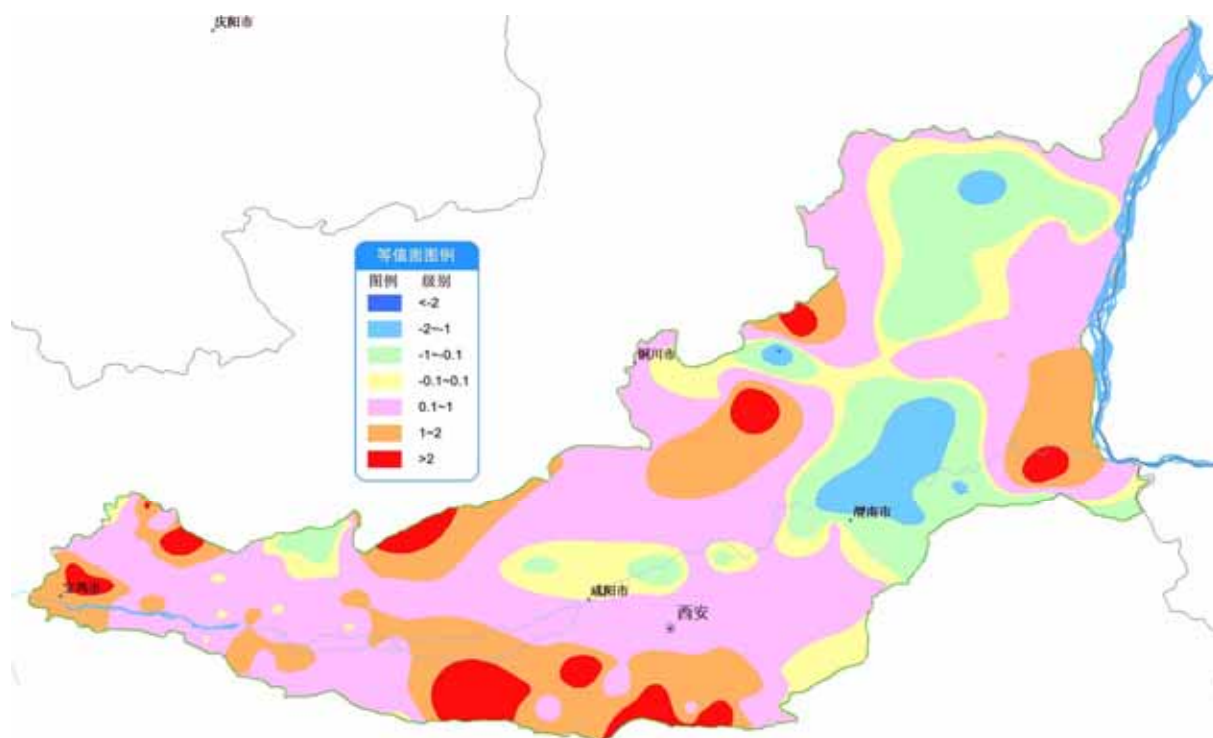 庆阳市
等值面图例
图例 级别
<-2
-2~-1
-1~-0.1
-0.1~0.1
0.1~1
1~2
>2
铜川市
渭南市
宝鸡市
咸阳市
西安